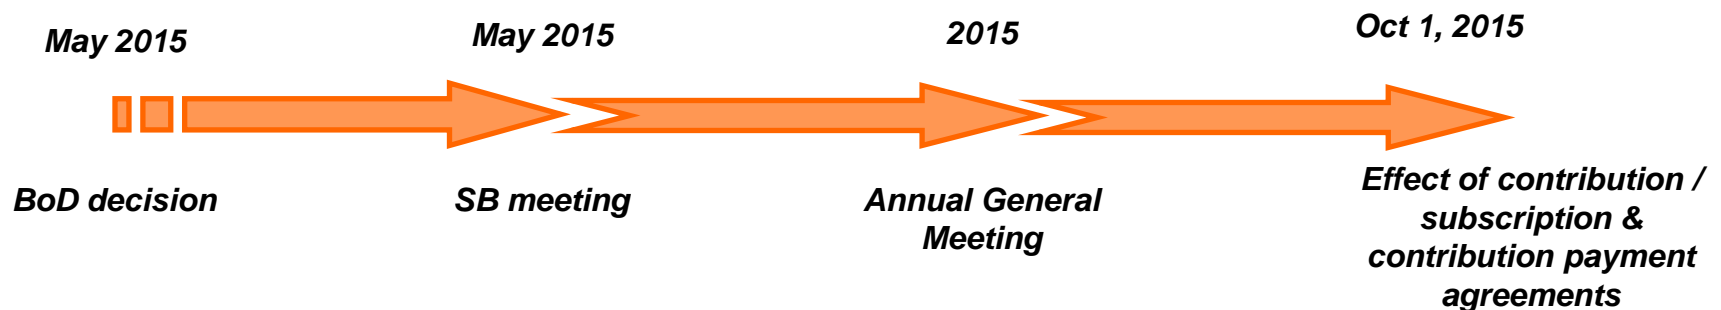 May 2015
May 2015
2015
Oct 1, 2015
BoD decision
SB meeting
Annual General
Meeting
Effect of contribution /
subscription &
contribution payment
agreements